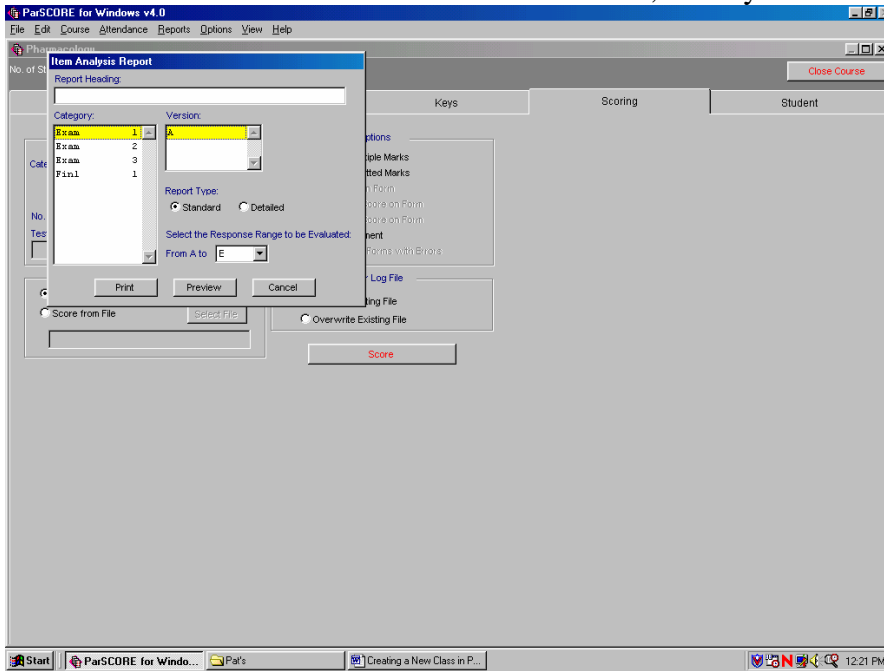 ParSCORE for Windows v4.0
File Edit Course Attendance Reports Options View Help
Pharmacology
No. of St
Close Course
Item Analysis Report
Report Heading:
Keys
Scoring
Student
Category:
Version:
Exam 1
Exam 2
Exam 3
Finl 1
A
Report Type:
Standard
Detailed
Select the Response Range to be Evaluated:
From A to E
Print
Preview
Cancel
Cate
No.
Tes
ptions
iple Marks
tted Marks
n Form
core on Form
core on Form
ment
Forms with Errors
Log File
ting File
Score from File
Select File
Overwrite Existing File
Score
Start
ParSCORE for Windo...
Pat's
Creating a New Class in P...
12:21 PM